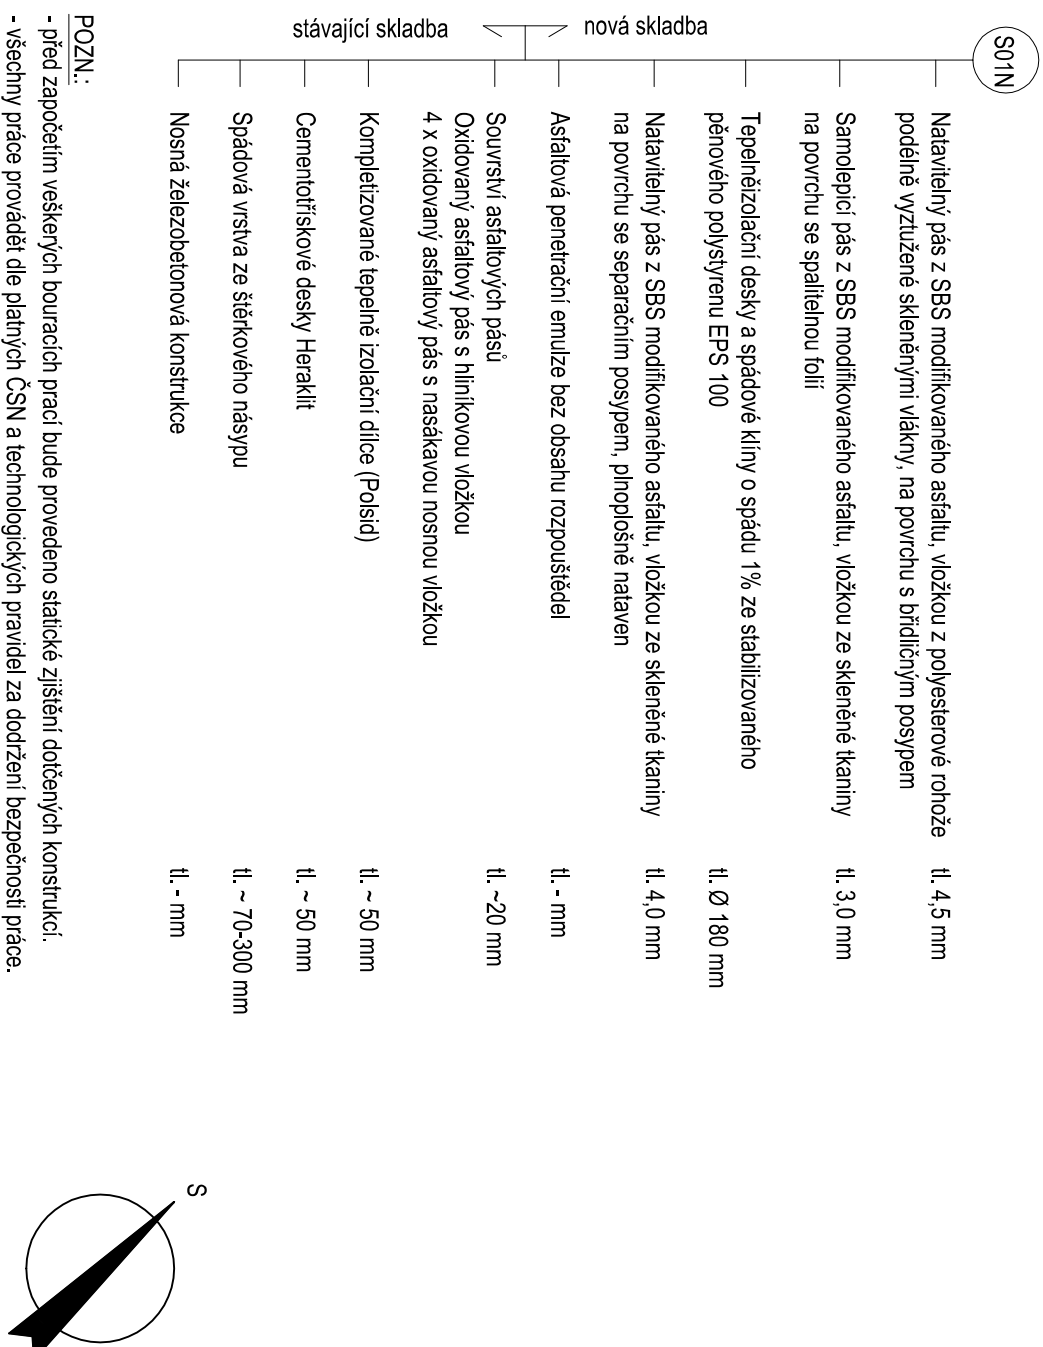 S01N
nová skladba
stávající skladba
Natavitelný pás z SBS modifikovaného asfaltu, vložkou z polyesterové rohože
podélně vyztužené skleněnými vlákny, na povrchu s břidličným posypem
tl. 4,5 mm
Samolepicí pás z SBS modifikovaného asfaltu, vložkou ze skleněné tkaniny
na povrchu se spalitelnou folií
tl. 3,0 mm
Tepelněizolační desky a spádové klíny o spádu 1% ze stabilizovaného
pěnového polystyrenu EPS 100
tl. Ø 180 mm
Natavitelný pás z SBS modifikovaného asfaltu, vložkou ze skleněné tkaniny
na povrchu se separačním posypem, plnoplošně nataven
tl. 4,0 mm
Asfaltová penetrační emulze bez obsahu rozpouštědel
tl. - mm
Souvrství asfaltových pásů
Oxidovaný asfaltový pás s hliníkovou vložkou
4 x oxidovaný asfaltový pás s nasákavou nosnou vložkou
tl. ~20 mm
Kompletizované tepelně izolační dílce (Polsid)
tl. ~ 50 mm
Cementotřískové desky Heraklit
tl. ~ 50 mm
Spádová vrstva ze štěrkového násypu
tl. ~ 70-300 mm
Nosná železobetonová konstrukce
tl. - mm
POZN.:
- před započetím veškerých bouracích prací bude provedeno statické zjištění dotčených konstrukcí.
- všechny práce provádět dle platných ČSN a technologických pravidel za dodržení bezpečnosti práce.
S